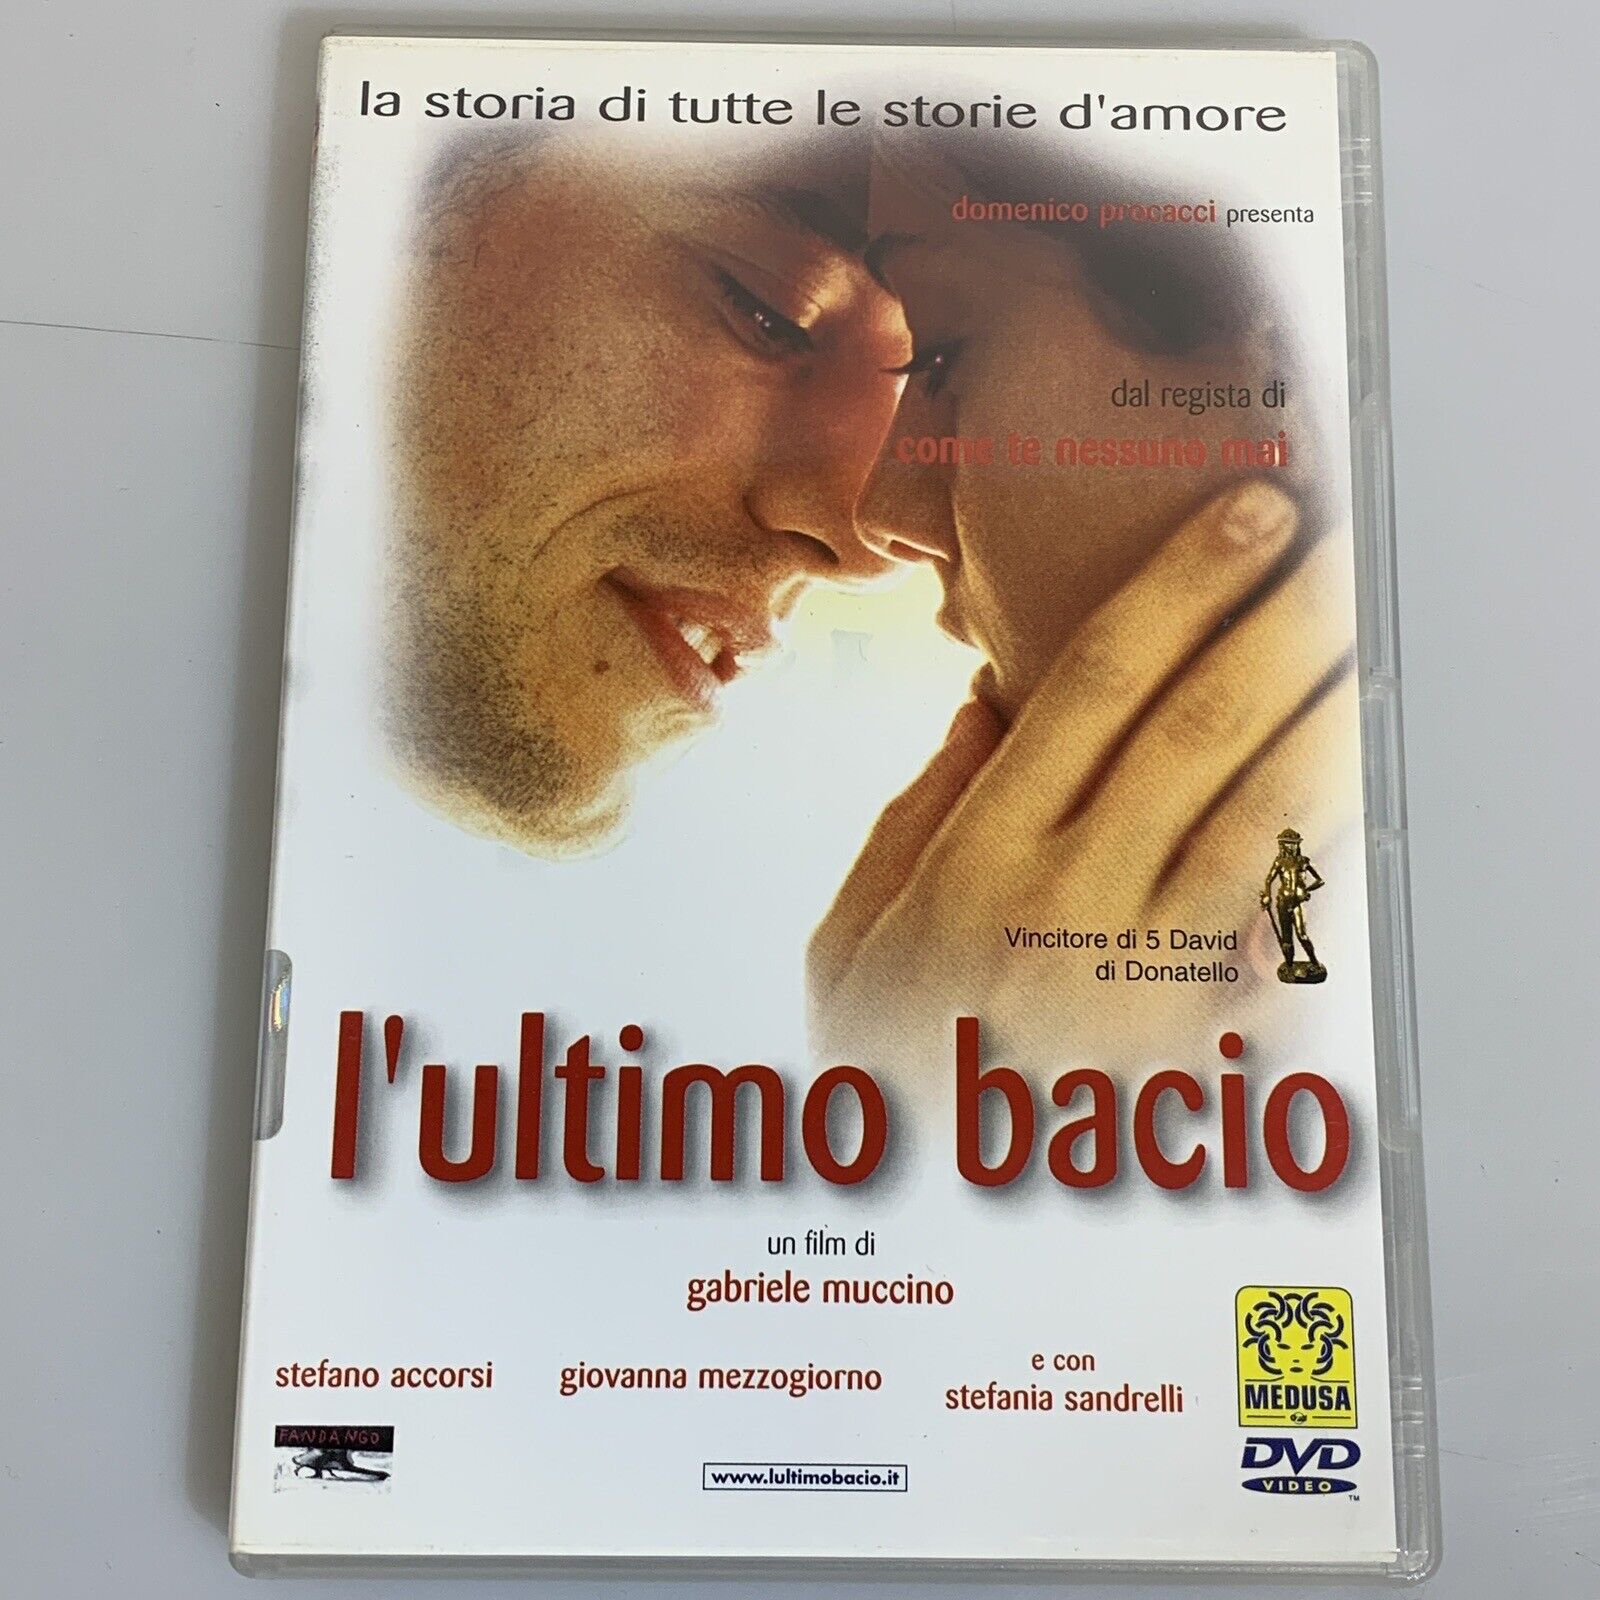 la storia di tutte le storie d'amore
domenico procacci presenta
dal regista di
come te nessuno mai
Vincitore di 5 David
di Donatello
l'ultimo bacio
un film di
gabriele muccino
stefano accorsi
giovanna mezzogiorno
e con
stefania sandrelli
MEDUSA
FANDANGO
www.lultimobacio.it
DVD
VIDEO
TM